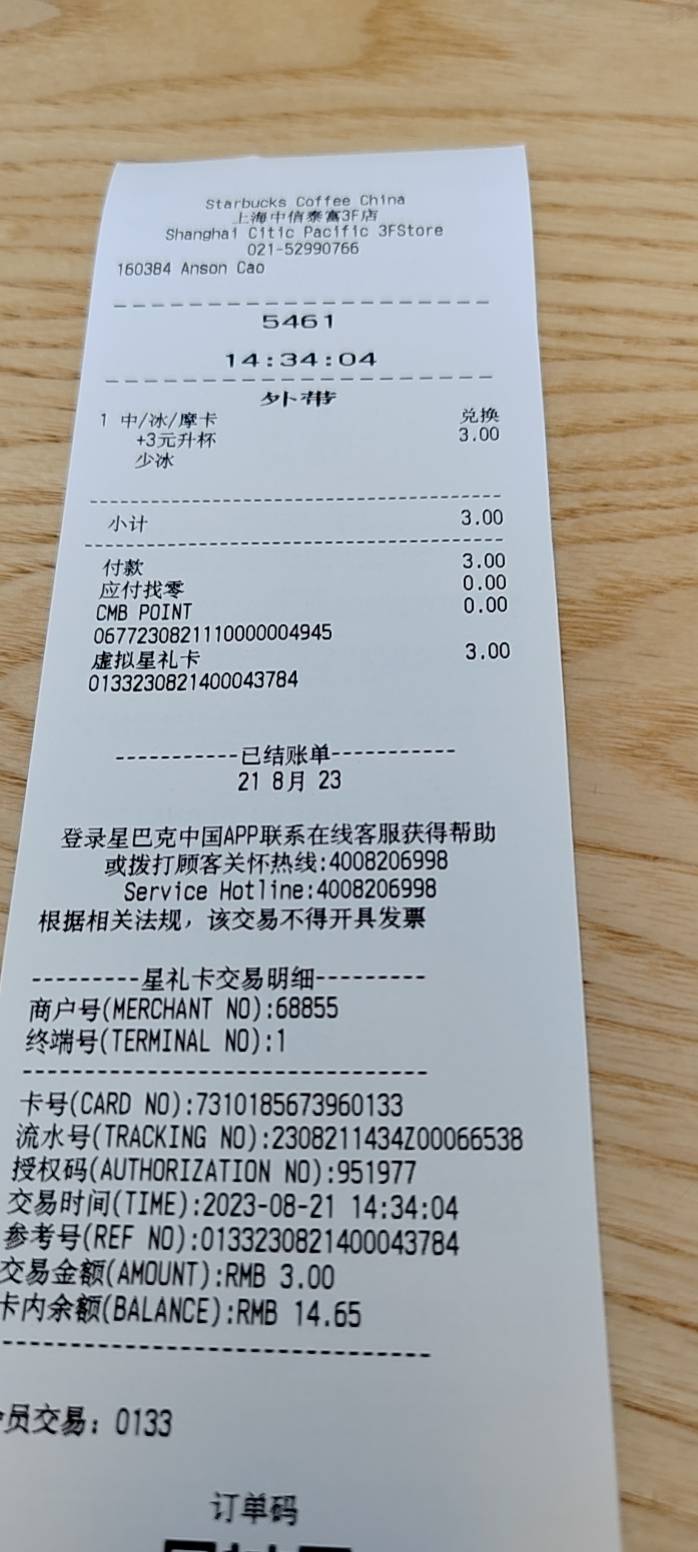 Starbucks Coffee China
上海中信泰富3F店
Shanghai Citic Pacific 3FStore
021-52990766
160384 Anson Cao
5461
14:34:04
外带
1 中/冰/摩卡 兑换
+3元升杯 3.00
少冰
小计 3.00
付款 3.00
应付找零 0.00
CMB POINT 0.00
0677230821110000004945
虚拟星礼卡 3.00
0133230821400043784
-----------已结账单-----------
21 8月 23
登录星巴克中国APP联系在线客服获得帮助
或拨打顾客关怀热线:4008206998
Service Hotline:4008206998
根据相关法规，该交易不得开具发票
---------星礼卡交易明细---------
商户号(MERCHANT NO):68855
终端号(TERMINAL NO):1
卡号(CARD NO):7310185673960133
流水号(TRACKING NO):2308211434Z00066538
授权码(AUTHORIZATION NO):951977
交易时间(TIME):2023-08-21 14:34:04
参考号(REF NO):0133230821400043784
交易金额(AMOUNT):RMB 3.00
卡内余额(BALANCE):RMB 14.65
员交易: 0133
订单码